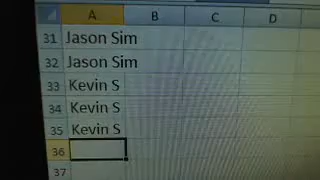 A B C D
31 Jason Sim
32 Jason Sim
33 Kevin S
34 Kevin S
35 Kevin S
36
37